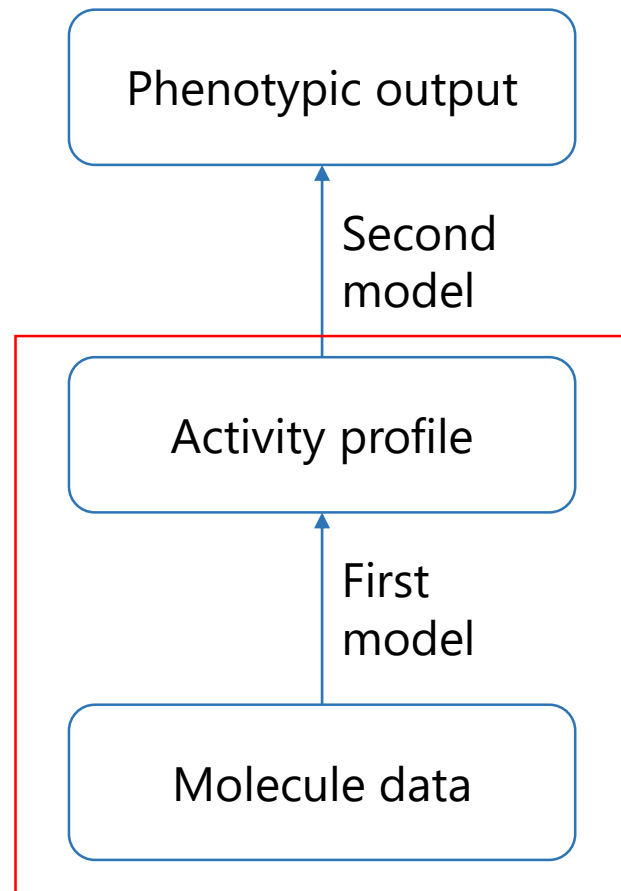 Phenotypic output
Second
model
Activity profile
First
model
Molecule data